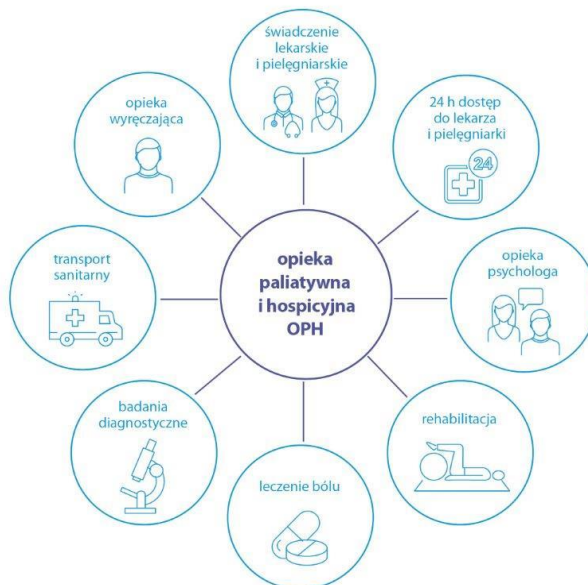 świadczenie
lekarskie
i pielęgniarskie
24 h dostęp
do lekarza
i pielęgniarki
24
opieka
psychologa
rehabilitacja
leczenie bólu
badania
diagnostyczne
transport
sanitarny
opieka
wyręczająca
opieka
paliatywna
i hospicyjna
OPH